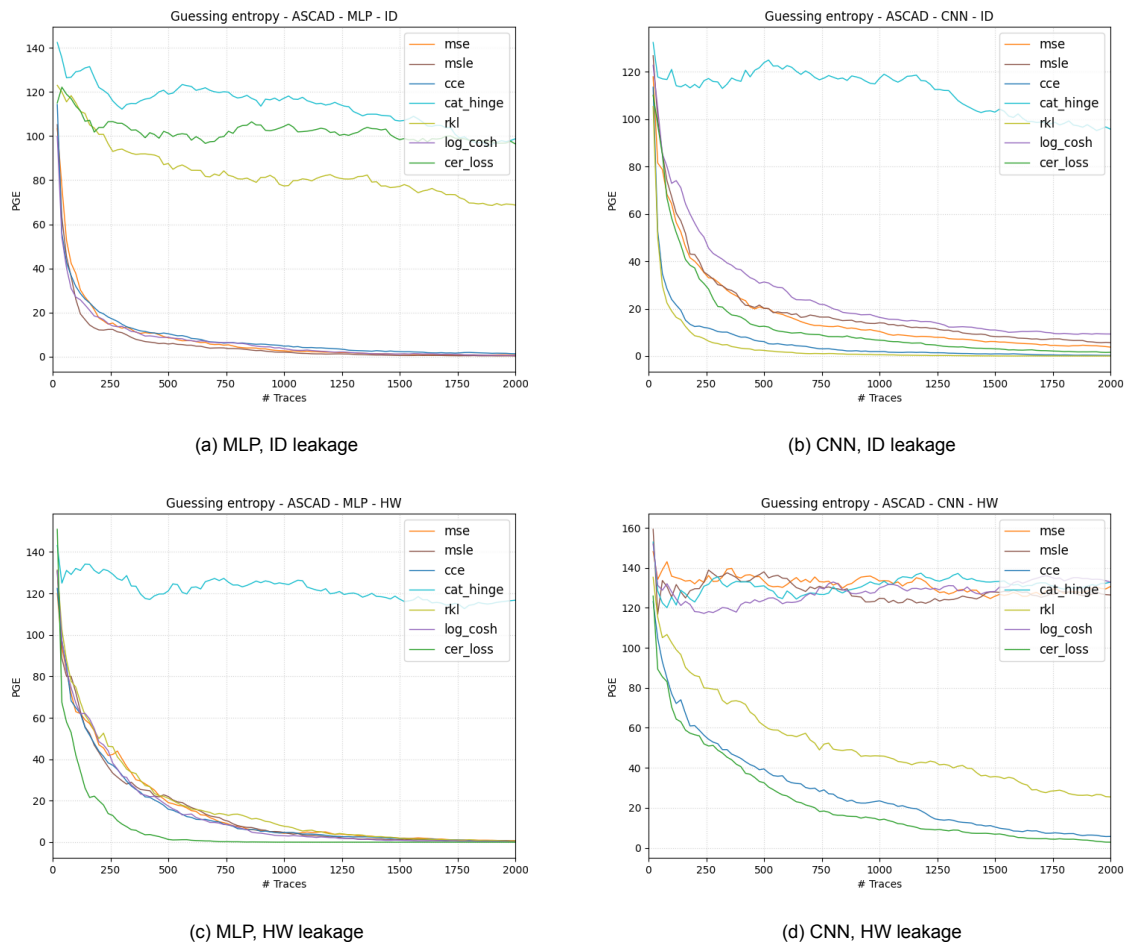 Guessing entropy - ASCAD - MLP - ID
PGE
140
120
100
80
60
40
20
0
mse
msle
cce
cat_hinge
rkl
log_cosh
cer_loss
0 250 500 750 1000 1250 1500 1750 2000
# Traces
(a) MLP, ID leakage
Guessing entropy - ASCAD - CNN - ID
PGE
120
100
80
60
40
20
0
mse
msle
cce
cat_hinge
rkl
log_cosh
cer_loss
0 250 500 750 1000 1250 1500 1750 2000
# Traces
(b) CNN, ID leakage
Guessing entropy - ASCAD - MLP - HW
PGE
140
120
100
80
60
40
20
0
mse
msle
cce
cat_hinge
rkl
log_cosh
cer_loss
0 250 500 750 1000 1250 1500 1750 2000
# Traces
(c) MLP, HW leakage
Guessing entropy - ASCAD - CNN - HW
PGE
160
140
120
100
80
60
40
20
0
mse
msle
cce
cat_hinge
rkl
log_cosh
cer_loss
0 250 500 750 1000 1250 1500 1750 2000
# Traces
(d) CNN, HW leakage